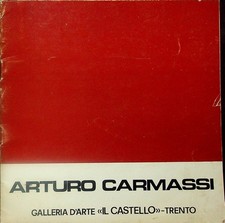 ARTURO CARMASSI
GALLERIA D'ARTE «IL CASTELLO»-TRENTO